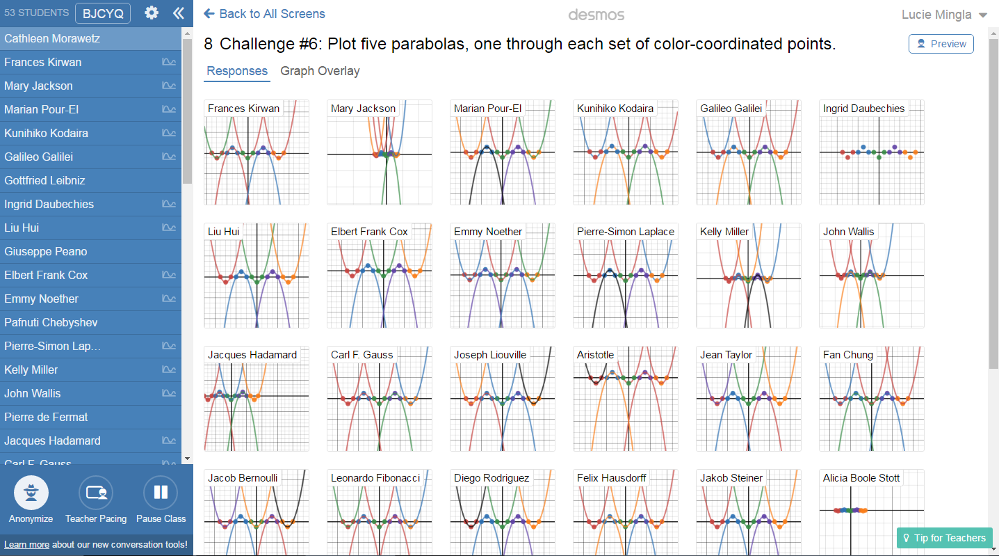 53 STUDENTS BJCYQ
Cathleen Morawetz
Frances Kirwan
Mary Jackson
Marian Pour-El
Kunihiko Kodaira
Galileo Galilei
Gottfried Leibniz
Ingrid Daubechies
Liu Hui
Giuseppe Peano
Elbert Frank Cox
Emmy Noether
Pafnuti Chebyshev
Pierre-Simon Lap...
Kelly Miller
John Wallis
Pierre de Fermat
Jacques Hadamard
Carl F. Gauss
Anonymize Teacher Pacing Pause Class
Learn more about our new conversation tools!
Back to All Screens desmos Lucie Mingla
8 Challenge #6: Plot five parabolas, one through each set of color-coordinated points. Preview
Responses Graph Overlay
Frances Kirwan Mary Jackson Marian Pour-El Kunihiko Kodaira Galileo Galilei Ingrid Daubechies
Liu Hui Elbert Frank Cox Emmy Noether Pierre-Simon Laplace Kelly Miller John Wallis
Jacques Hadamard Carl F. Gauss Joseph Liouville Aristotle Jean Taylor Fan Chung
Jacob Bernoulli Leonardo Fibonacci Diego Rodriguez Felix Hausdorff Jakob Steiner Alicia Boole Stott
Tip for Teachers